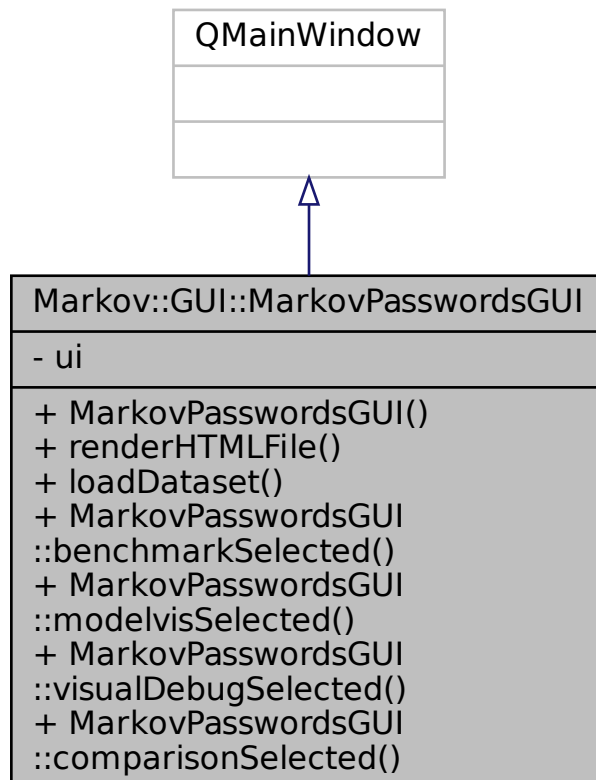 QMainWindow
Markov::GUI::MarkovPasswordsGUI
- ui
+ MarkovPasswordsGUI()
+ renderHTMLFile()
+ loadDataset()
+ MarkovPasswordsGUI
::benchmarkSelected()
+ MarkovPasswordsGUI
::modelvisSelected()
+ MarkovPasswordsGUI
::visualDebugSelected()
+ MarkovPasswordsGUI
::comparisonSelected()